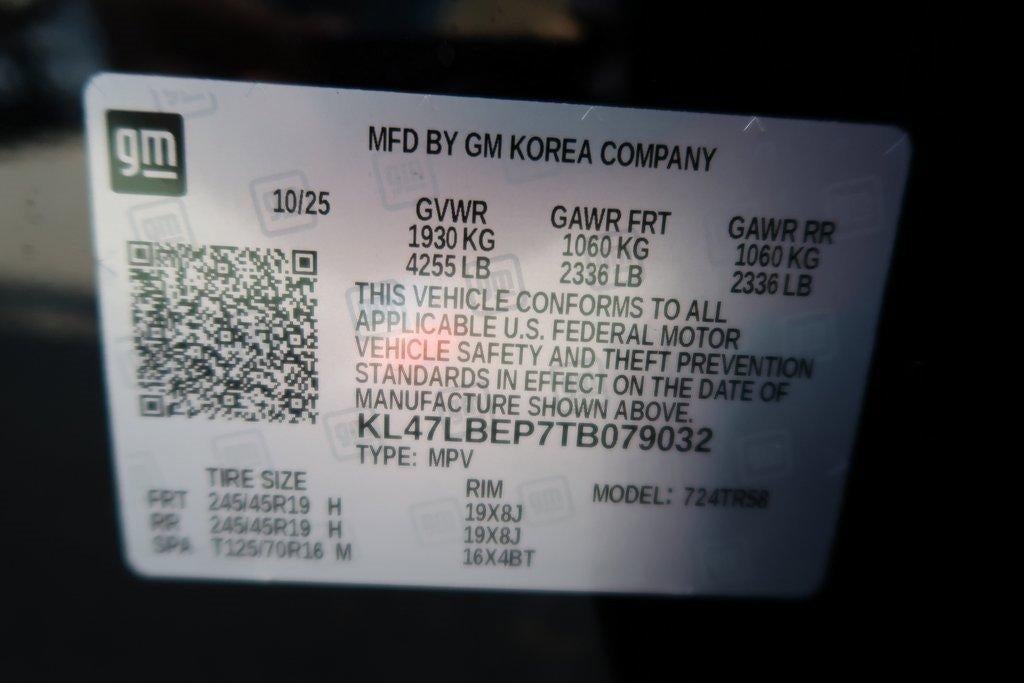 gm
MFD BY GM KOREA COMPANY
10/25
GVWR GAWR FRT GAWR RR
1930 KG 1060 KG 1060 KG
4255 LB 2336 LB 2336 LB
THIS VEHICLE CONFORMS TO ALL
APPLICABLE U.S. FEDERAL MOTOR
VEHICLE SAFETY AND THEFT PREVENTION
STANDARDS IN EFFECT ON THE DATE OF
MANUFACTURE SHOWN ABOVE.
KL47LBEP7TB079032
TYPE: MPV
TIRE SIZE RIM MODEL: 724TR58
FRT 245/45R19 H 19X8J
RR 245/45R19 H 19X8J
SPA T125/70R16 M 16X4BT